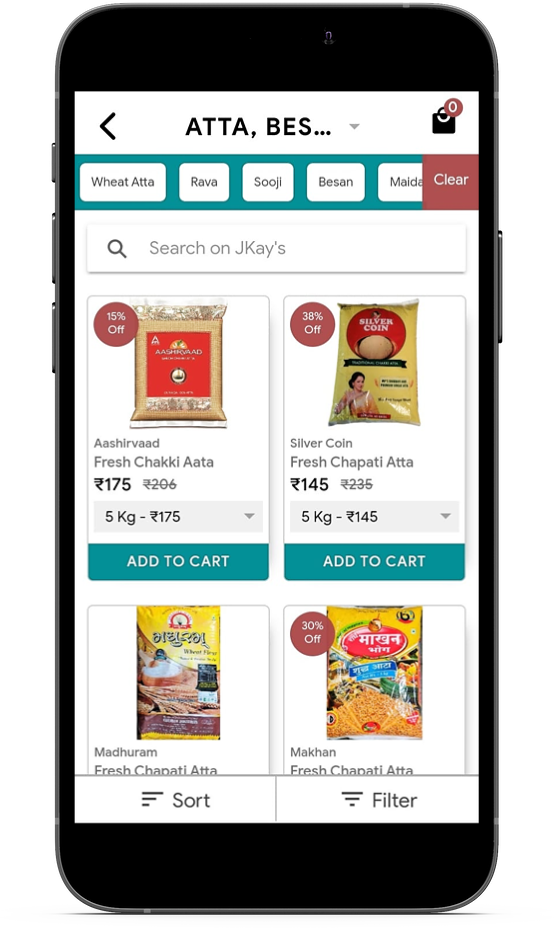 ATTA, BES...
0
Wheat Atta
Rava
Sooji
Besan
Maida
Clear
Search on JKay's
15%
Off
AASHIRVAAD
38%
Off
SILVER
COIN
Aashirvaad
Fresh Chakki Aata
₹175 ₹206
5 Kg - ₹175
ADD TO CART
Silver Coin
Fresh Chapati Atta
₹145 ₹235
5 Kg - ₹145
ADD TO CART
મધુરમ્
Wheat Flour
30%
Off
माखन
भोग
शुद्ध आटा
Madhuram
Fresh Chapati Atta
Makhan
Fresh Chapati Atta
Sort
Filter